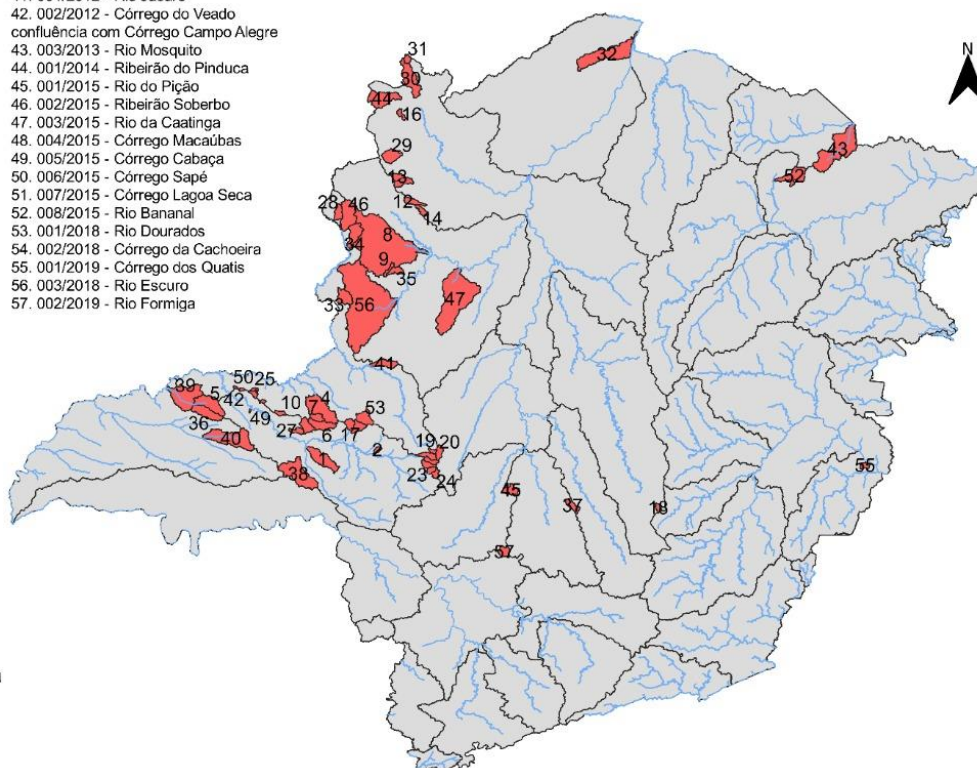 42. 002/2012 - Córrego do Veado
confluência com Córrego Campo Alegre
43. 003/2013 - Rio Mosquito
44. 001/2014 - Ribeirão do Pinduca
45. 001/2015 - Rio do Pição
46. 002/2015 - Ribeirão Soberbo
47. 003/2015 - Rio da Caatinga
48. 004/2015 - Córrego Macaúbas
49. 005/2015 - Córrego Cabaça
50. 006/2015 - Córrego Sapé
51. 007/2015 - Córrego Lagoa Seca
52. 008/2015 - Rio Bananal
53. 001/2018 - Rio Dourados
54. 002/2018 - Córrego da Cachoeira
55. 001/2019 - Córrego dos Quatis
56. 003/2018 - Rio Escuro
57. 002/2019 - Rio Formiga
N
31
32
30
44
16
43
29
52
13
12
14
28
46
8
34
9
35
33
56
47
41
39
50
25
5
42
10
4
7
53
49
36
27
6
17
40
2
19
20
1
38
23
24
55
45
37
18
57